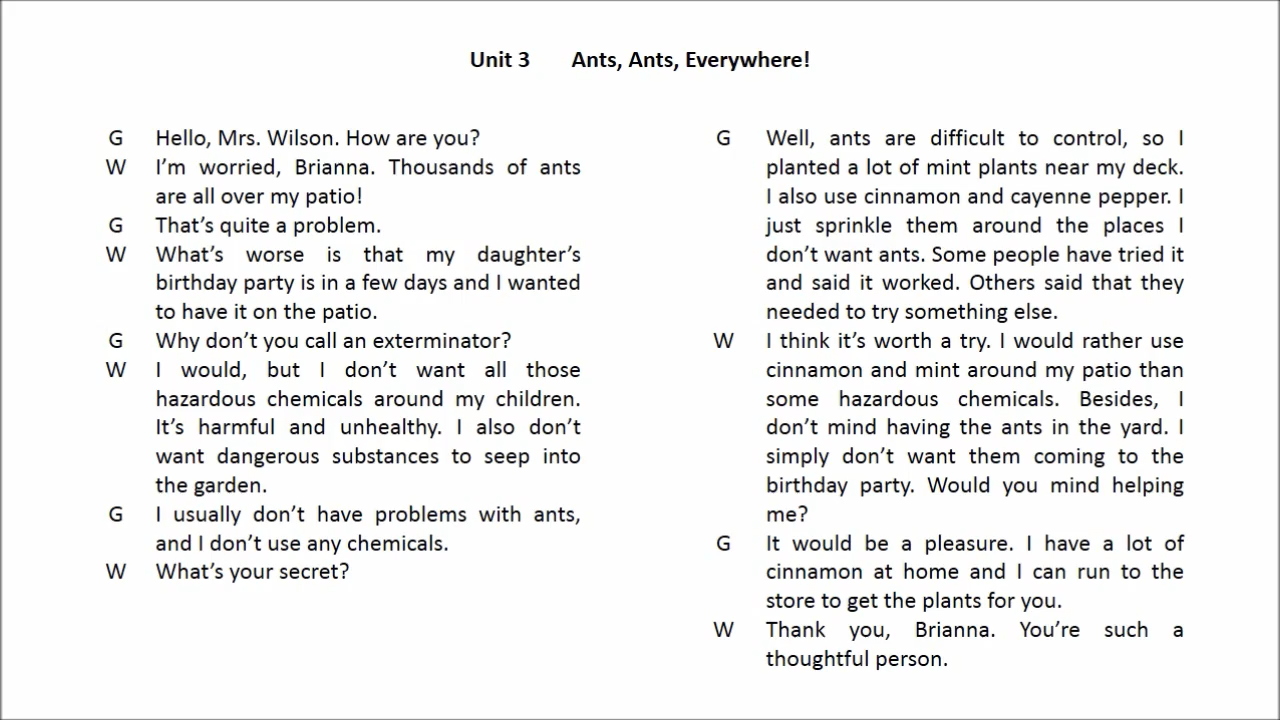 Unit 3 Ants, Ants, Everywhere!
G Hello, Mrs. Wilson. How are you?
W I'm worried, Brianna. Thousands of ants
are all over my patio!
G That's quite a problem.
W What's worse is that my daughter's
birthday party is in a few days and I wanted
to have it on the patio.
G Why don't you call an exterminator?
W I would, but I don't want all those
hazardous chemicals around my children.
It's harmful and unhealthy. I also don't
want dangerous substances to seep into
the garden.
G I usually don't have problems with ants,
and I don't use any chemicals.
W What's your secret?
G Well, ants are difficult to control, so I
planted a lot of mint plants near my deck.
I also use cinnamon and cayenne pepper. I
just sprinkle them around the places I
don't want ants. Some people have tried it
and said it worked. Others said that they
needed to try something else.
W I think it's worth a try. I would rather use
cinnamon and mint around my patio than
some hazardous chemicals. Besides, I
don't mind having the ants in the yard. I
simply don't want them coming to the
birthday party. Would you mind helping
me?
G It would be a pleasure. I have a lot of
cinnamon at home and I can run to the
store to get the plants for you.
W Thank you, Brianna. You're such a
thoughtful person.